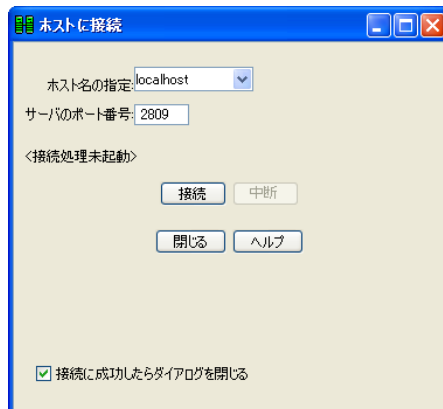 ホストに接続
ホスト名の指定:localhost
サーバのポート番号: 2809
<接続処理未起動>
接続 中断
閉じる ヘルプ
接続に成功したらダイアログを閉じる